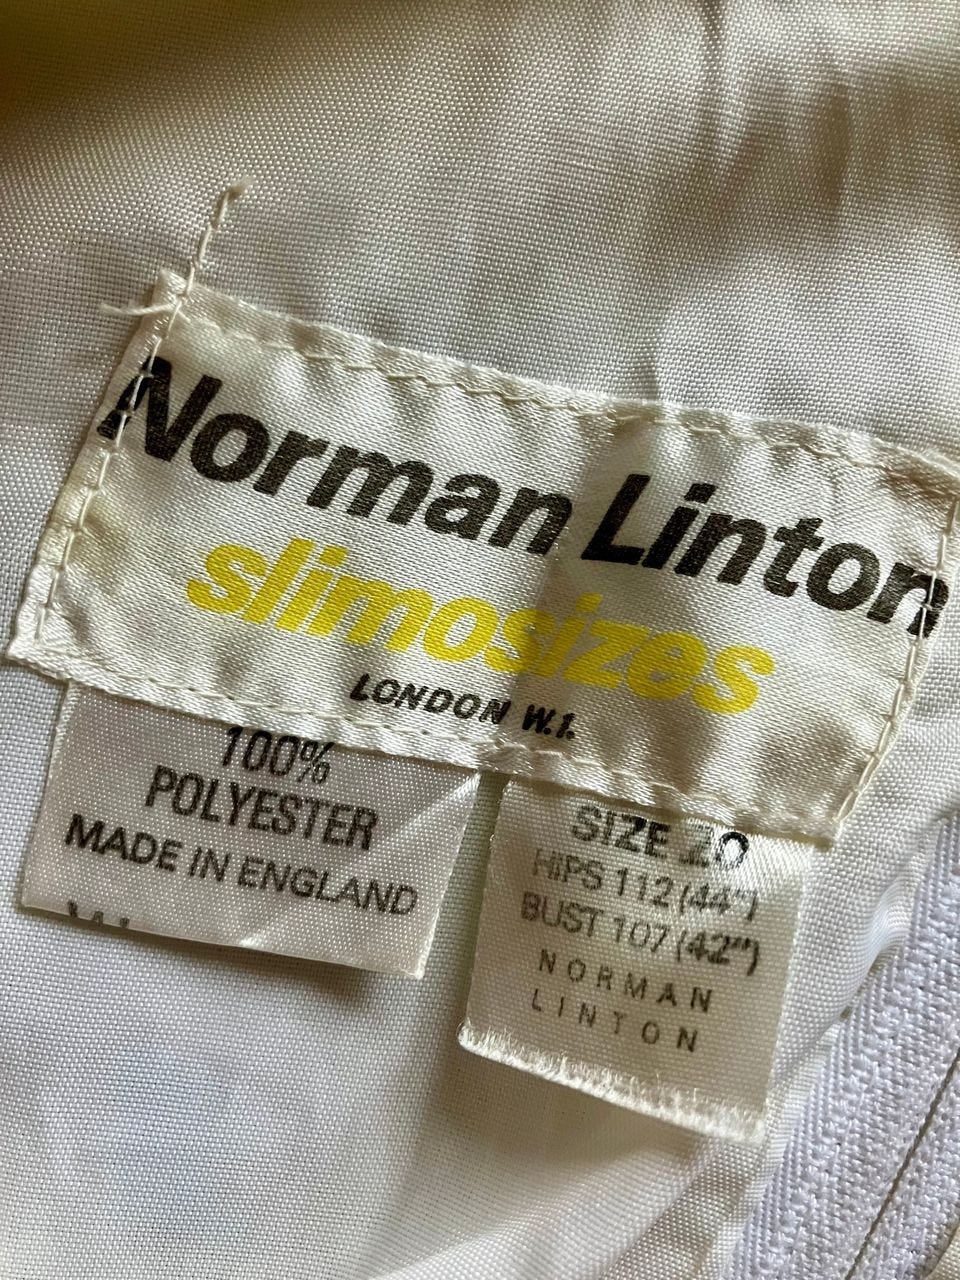 Norman Linton
slimosizes
LONDON W.1.
100%
POLYESTER
MADE IN ENGLAND
SIZE 20
HIPS 112 (44")
BUST 107 (42")
NORMAN
LINTON